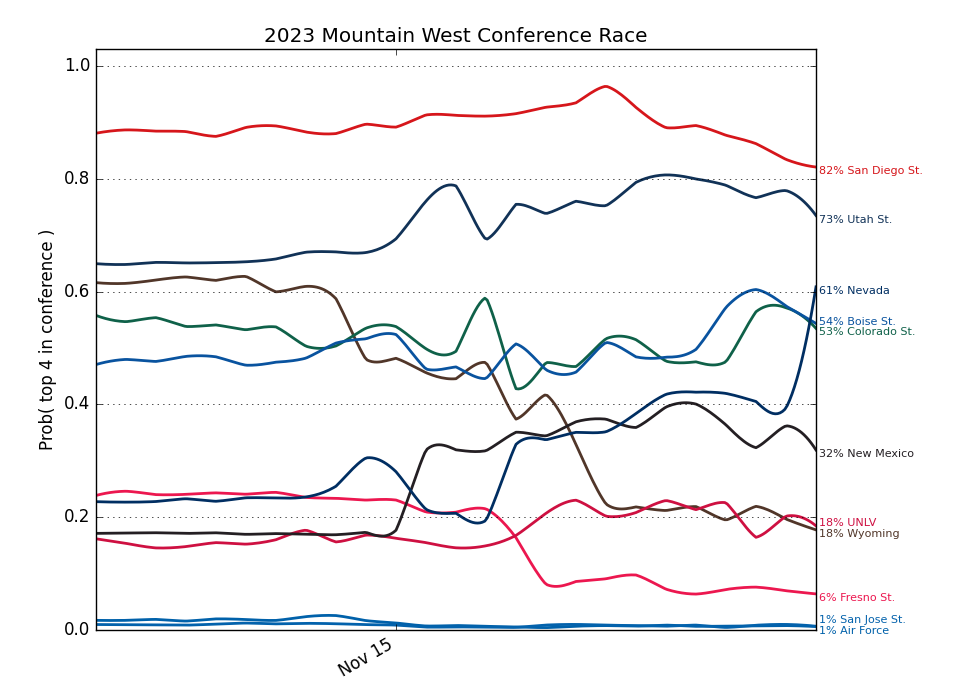 2023 Mountain West Conference Race
Prob( top 4 in conference )
1.0
0.8
0.6
0.4
0.2
0.0
Nov 15
82% San Diego St.
73% Utah St.
61% Nevada
54% Boise St.
53% Colorado St.
32% New Mexico
18% UNLV
18% Wyoming
6% Fresno St.
1% San Jose St.
1% Air Force